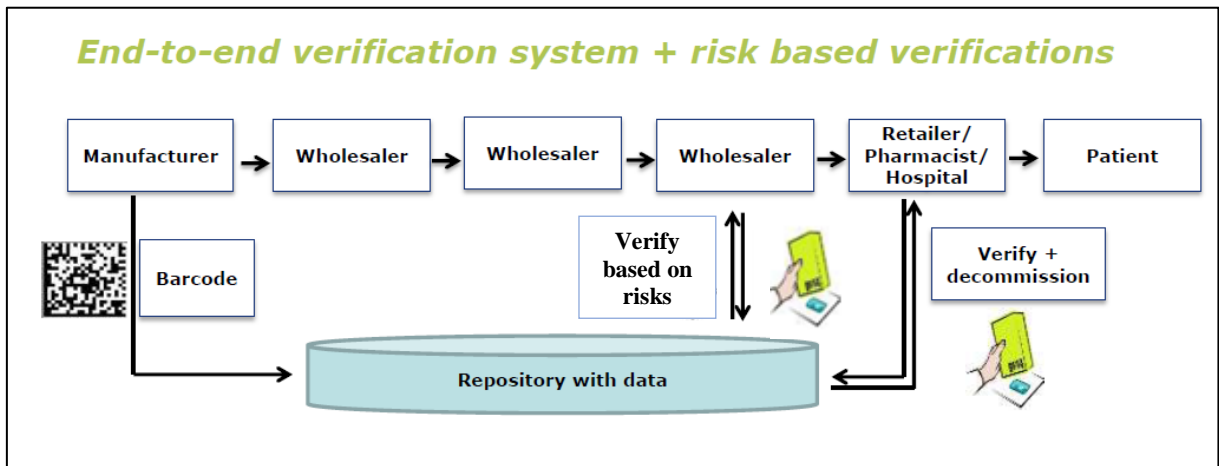 End-to-end verification system + risk based verifications
Manufacturer
Wholesaler
Wholesaler
Wholesaler
Retailer/
Pharmacist/
Hospital
Patient
Barcode
Verify
based on
risks
Verify +
decommission
Repository with data